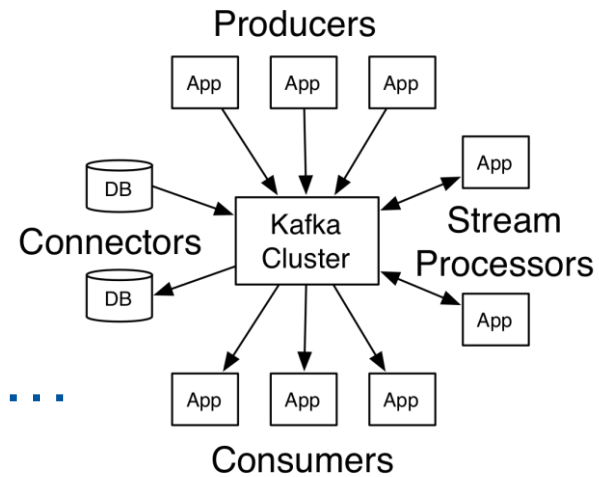 Producers
App
App
App
App
DB
Kafka
Cluster
Stream
Processors
Connectors
DB
App
. . .
App
App
App
Consumers